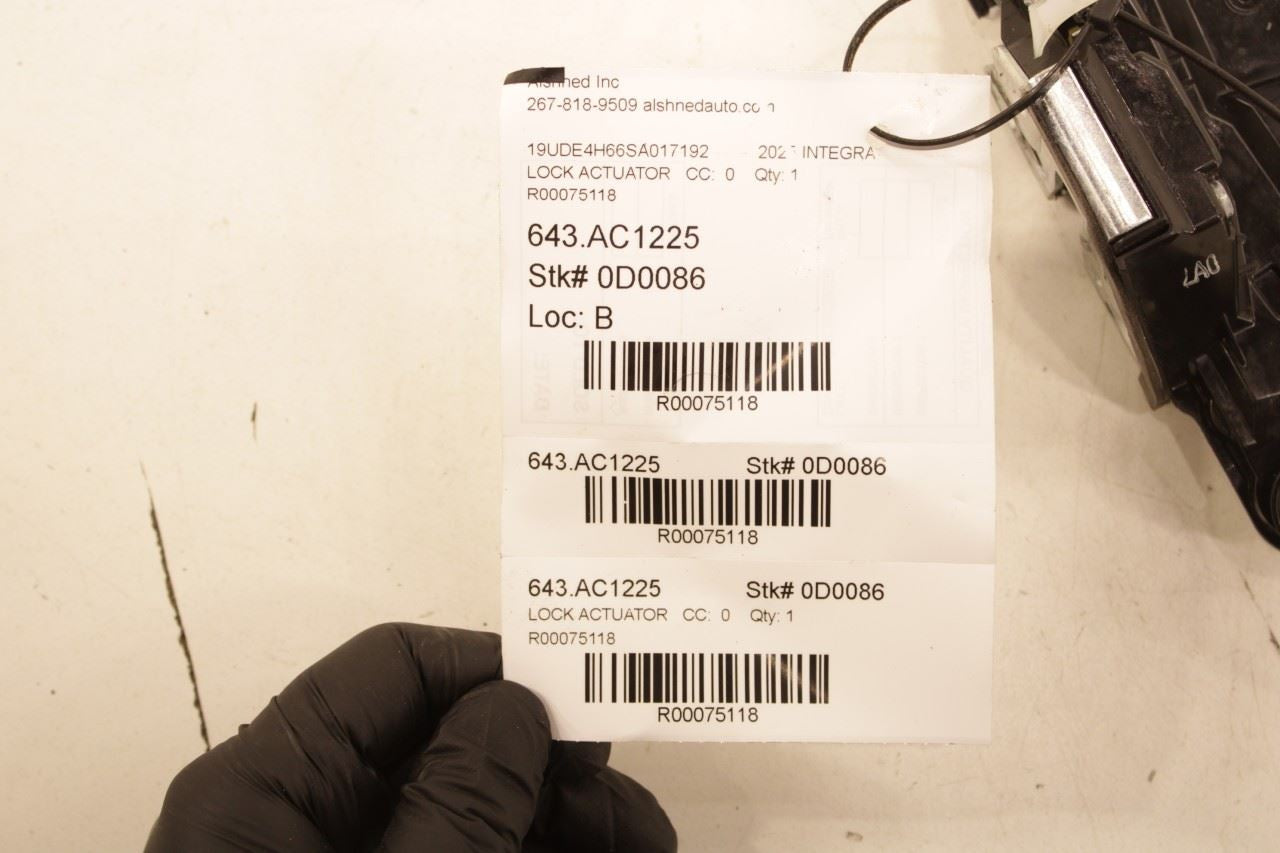 Alshned Inc
267-818-9509 alshnedauto.com
19UDE4H66SA017192 INTEGRA
LOCK ACTUATOR CC: 0 Qty: 1
R00075118
643.AC1225
Stk# 0D0086
Loc: B
R00075118
643.AC1225 Stk# 0D0086
R00075118
643.AC1225 Stk# 0D0086
LOCK ACTUATOR CC: 0 Qty: 1
R00075118
R00075118